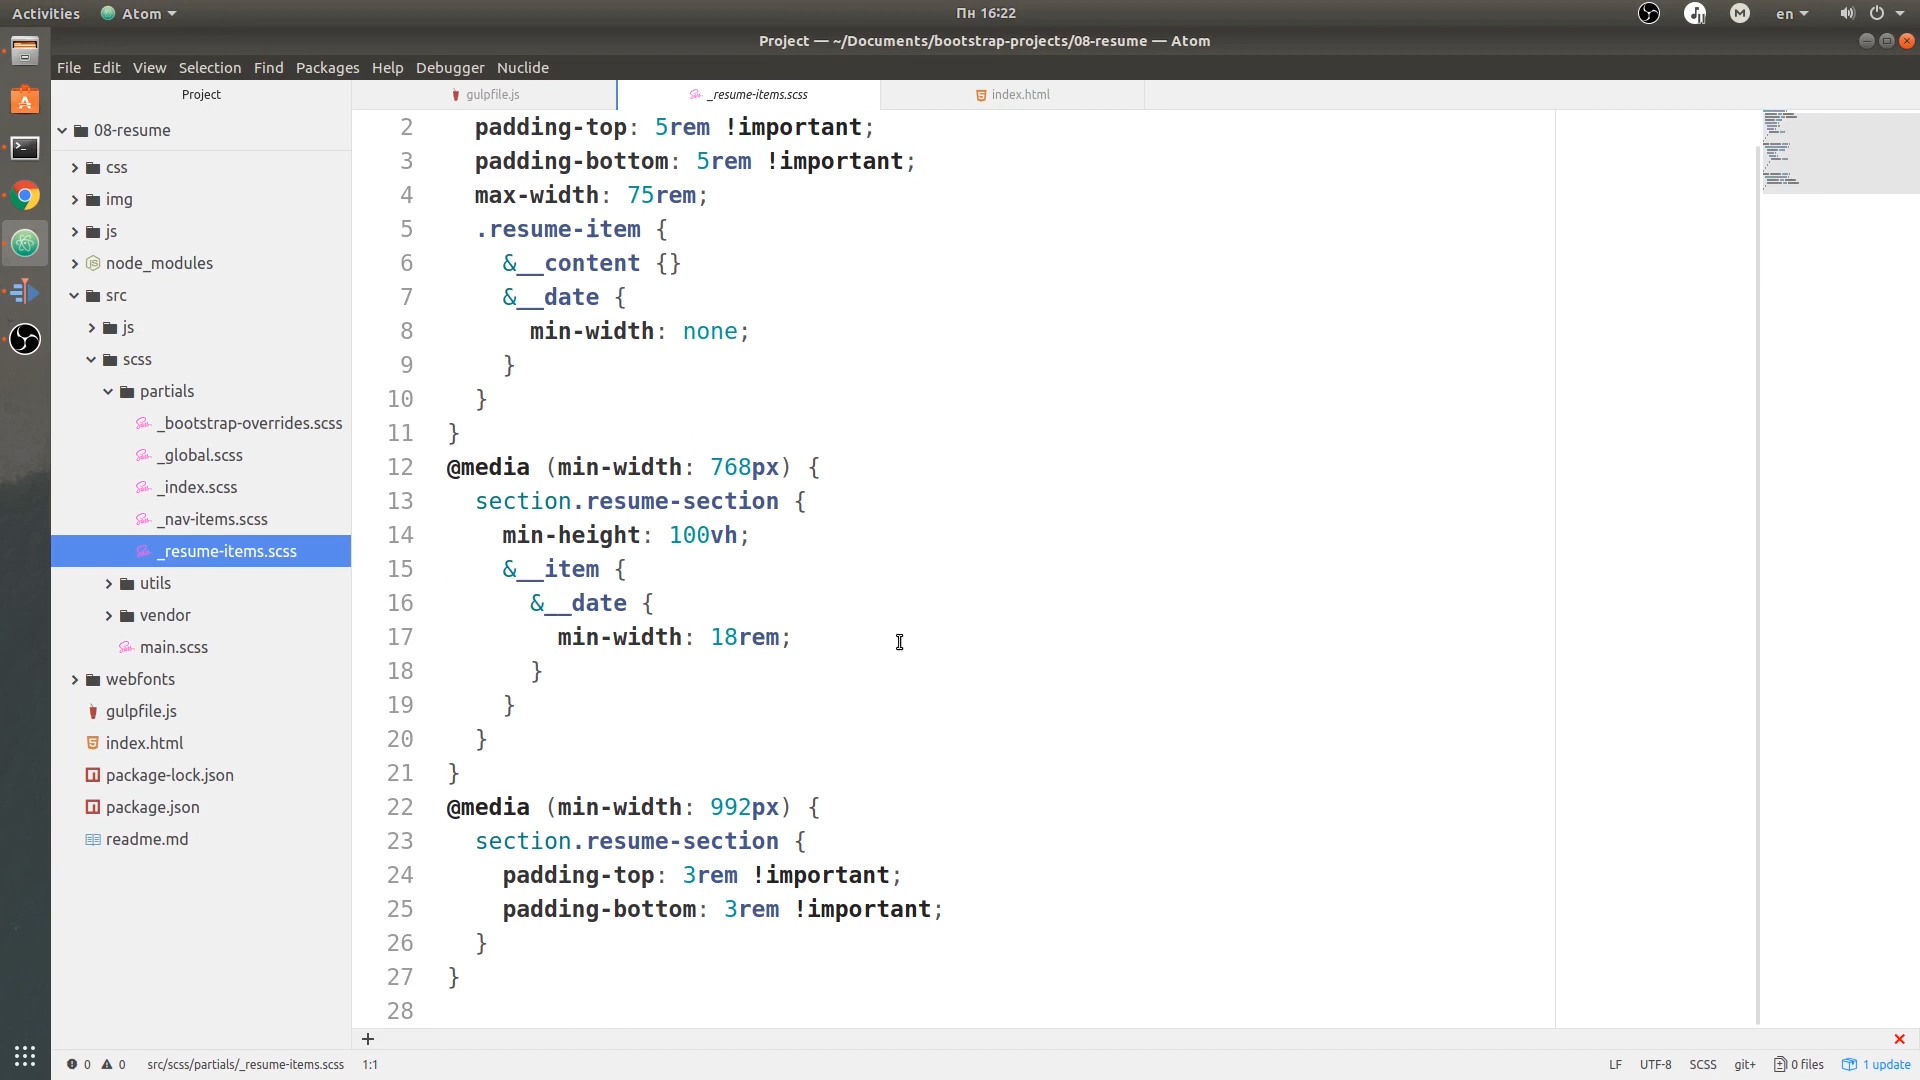 Activities Atom Пн 16:22 en
Project — ~/Documents/bootstrap-projects/08-resume — Atom
File Edit View Selection Find Packages Help Debugger Nuclide
Project
gulpfile.js _resume-items.scss index.html
08-resume
css
img
js
node_modules
src
js
scss
partials
_bootstrap-overrides.scss
_global.scss
_index.scss
_nav-items.scss
_resume-items.scss
utils
vendor
main.scss
webfonts
gulpfile.js
index.html
package-lock.json
package.json
readme.md
2 padding-top: 5rem !important;
3 padding-bottom: 5rem !important;
4 max-width: 75rem;
5 .resume-item {
6 &__content {}
7 &__date {
8 min-width: none;
9 }
10 }
11 }
12 @media (min-width: 768px) {
13 section.resume-section {
14 min-height: 100vh;
15 &__item {
16 &__date {
17 min-width: 18rem;
18 }
19 }
20 }
21 }
22 @media (min-width: 992px) {
23 section.resume-section {
24 padding-top: 3rem !important;
25 padding-bottom: 3rem !important;
26 }
27 }
28
+
0 0 src/scss/partials/_resume-items.scss 1:1 LF UTF-8 SCSS git+ 0 files 1 update